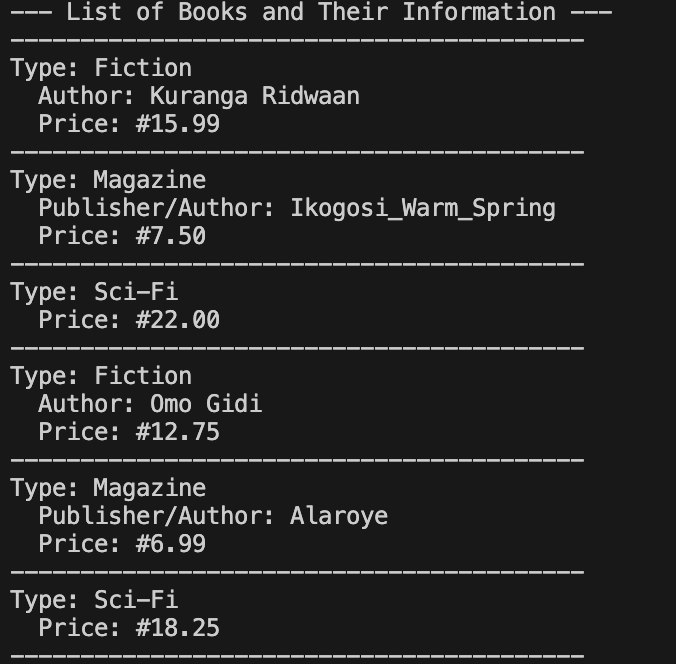 --- List of Books and Their Information ---
-----------------------------------------
Type: Fiction
  Author: Kuranga Ridwaan
  Price: #15.99
-----------------------------------------
Type: Magazine
  Publisher/Author: Ikogosi_Warm_Spring
  Price: #7.50
-----------------------------------------
Type: Sci-Fi
  Price: #22.00
-----------------------------------------
Type: Fiction
  Author: Omo Gidi
  Price: #12.75
-----------------------------------------
Type: Magazine
  Publisher/Author: Alaroye
  Price: #6.99
-----------------------------------------
Type: Sci-Fi
  Price: #18.25
-----------------------------------------